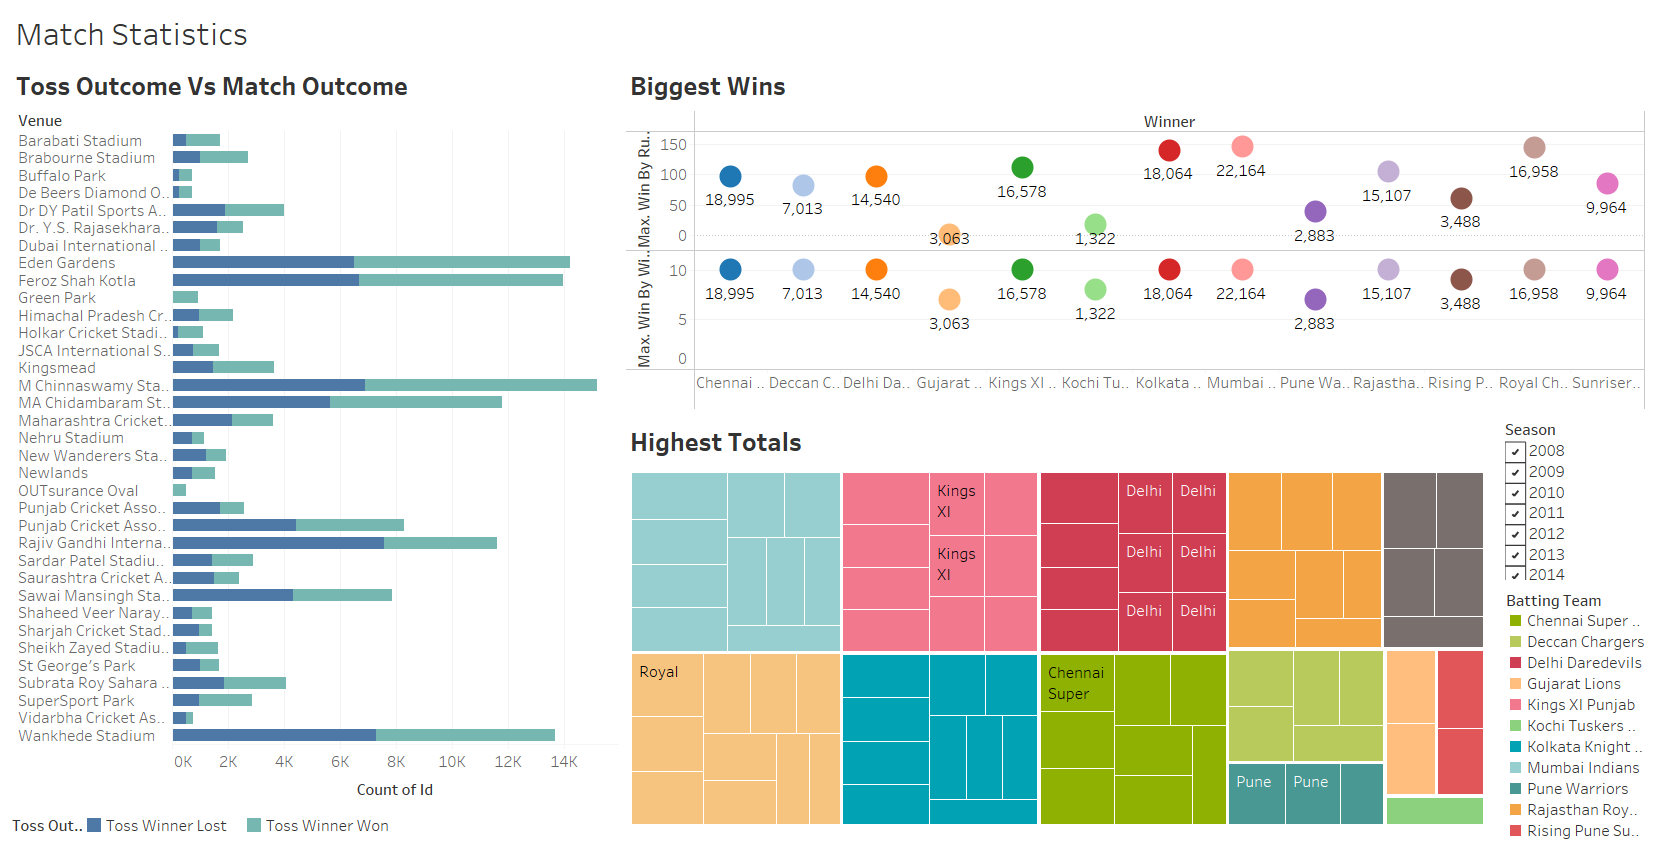 Match Statistics
Toss Outcome Vs Match Outcome
Venue
Barabati Stadium
Brabourne Stadium
Buffalo Park
De Beers Diamond O..
Dr DY Patil Sports A..
Dr. Y.S. Rajasekhara..
Dubai International ..
Eden Gardens
Feroz Shah Kotla
Green Park
Himachal Pradesh Cr..
Holkar Cricket Stadi..
JSCA International S..
Kingsmead
M Chinnaswamy Sta..
MA Chidambaram St..
Maharashtra Cricket..
Nehru Stadium
New Wanderers Sta..
Newlands
OUTsurance Oval
Punjab Cricket Asso..
Punjab Cricket Asso..
Rajiv Gandhi Interna..
Sardar Patel Stadiu..
Saurashtra Cricket A..
Sawai Mansingh Sta..
Shaheed Veer Naray..
Sharjah Cricket Stad..
Sheikh Zayed Stadiu..
St George's Park
Subrata Roy Sahara ..
SuperSport Park
Vidarbha Cricket As..
Wankhede Stadium
0K 2K 4K 6K 8K 10K 12K 14K
Count of Id
Toss Out.. Toss Winner Lost Toss Winner Won
Biggest Wins
Winner
Max. Win By Ru..
150
100
50
0
18,995 7,013 14,540 3,063 16,578 1,322 18,064 22,164 2,883 15,107 3,488 16,958 9,964
Max. Win By Wi..
10
5
0
18,995 7,013 14,540 3,063 16,578 1,322 18,064 22,164 2,883 15,107 3,488 16,958 9,964
Chennai .. Deccan C.. Delhi Da.. Gujarat .. Kings XI .. Kochi Tu.. Kolkata .. Mumbai .. Pune Wa.. Rajastha.. Rising P.. Royal Ch.. Sunriser..
Highest Totals
Kings
XI
Kings
XI
Delhi Delhi
Delhi Delhi
Delhi Delhi
Royal
Chennai
Super
Pune Pune
Season
2008
2009
2010
2011
2012
2013
2014
Batting Team
Chennai Super ..
Deccan Chargers
Delhi Daredevils
Gujarat Lions
Kings XI Punjab
Kochi Tuskers ..
Kolkata Knight ..
Mumbai Indians
Pune Warriors
Rajasthan Roy..
Rising Pune Su..